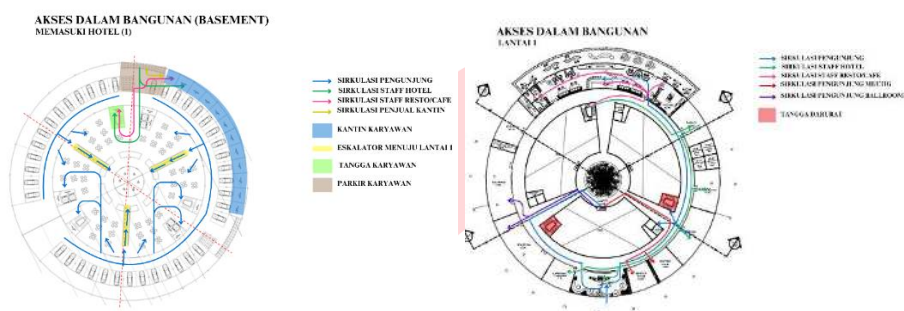 AKSES DALAM BANGUNAN (BASEMENT)
MEMASUKI HOTEL (1)
SIRKULASI PENGUNJUNG
SIRKULASI STAFF HOTEL
SIRKULASI STAFF RESTO/CAFE
SIRKULASI PENJUAL KANTIN
KANTIN KARYAWAN
ESKALATOR MENUJU LANTAI 1
TANGGA KARYAWAN
PARKIR KARYAWAN
AKSES DALAM BANGUNAN
LANTAI 1
SIRKULASI PENGUNJUNG
SIRKULASI STAFF HOTEL
SIRKULASI STAFF RESTO/CAFE
SIRKULASI PENGUNJUNG
SIRKULASI PENGUNJUNG BALLROOM
TANGGA DARURAT